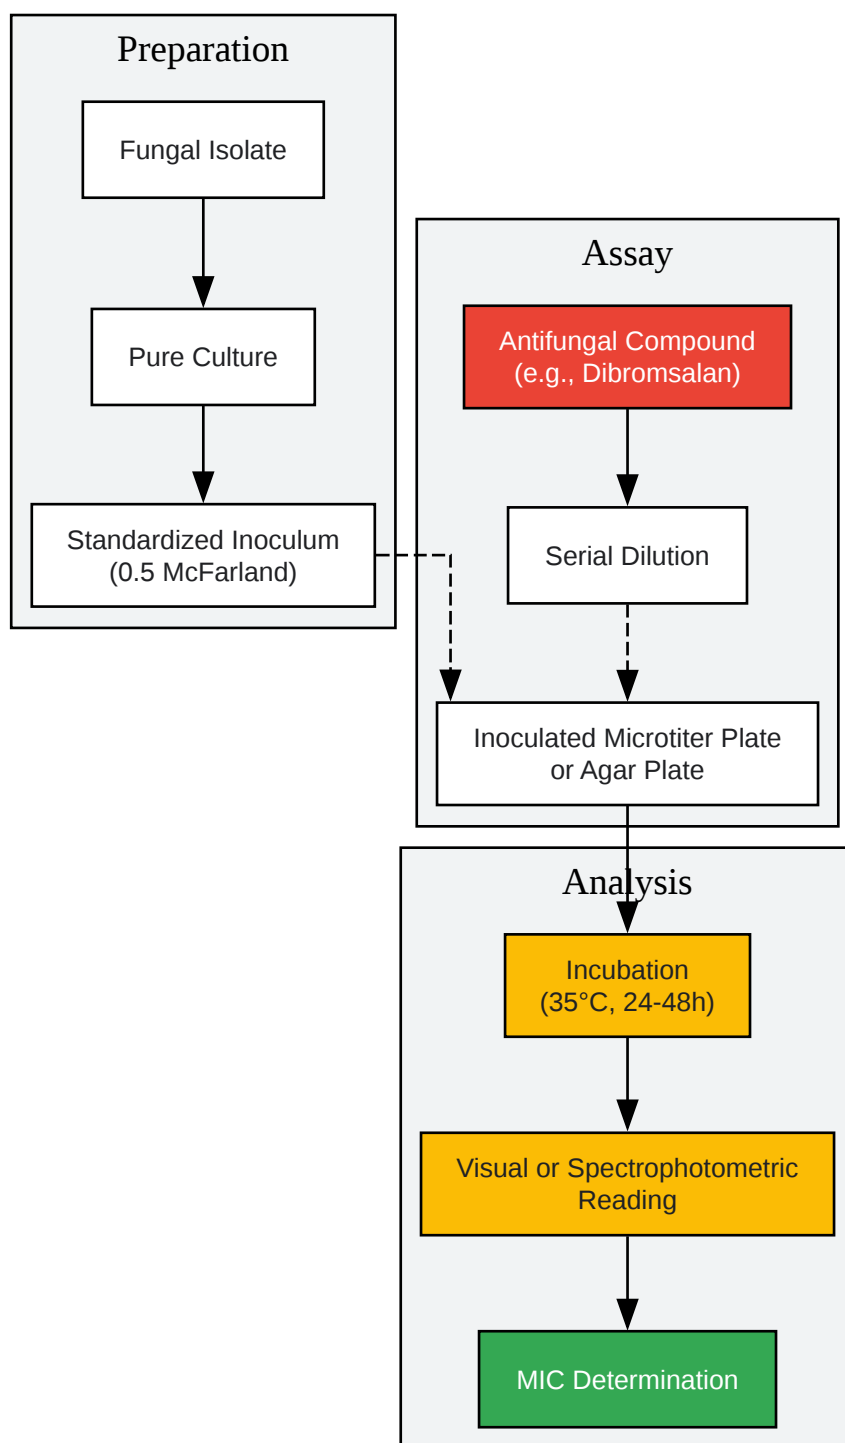 Preparation
Fungal Isolate
Pure Culture
Standardized Inoculum
(0.5 McFarland)
Assay
Antifungal Compound
(e.g., Dibromsalan)
Serial Dilution
Inoculated Microtiter Plate
or Agar Plate
Analysis
Incubation
(35°C, 24-48h)
Visual or Spectrophotometric
Reading
MIC Determination